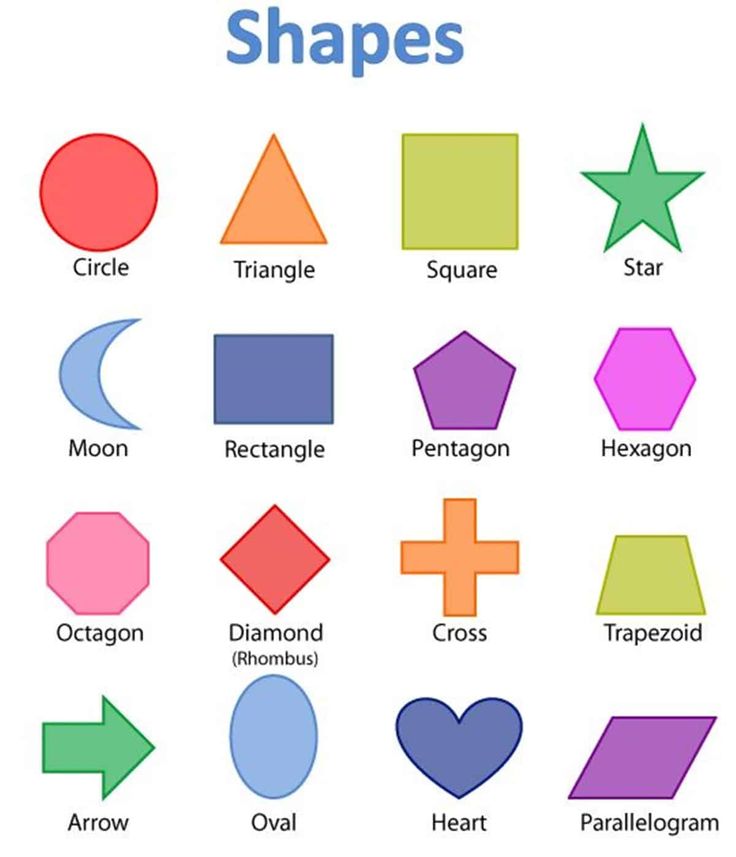 Shapes
Circle
Triangle
Square
Star
Moon
Rectangle
Pentagon
Hexagon
Octagon
Diamond
(Rhombus)
Cross
Trapezoid
Arrow
Oval
Heart
Parallelogram